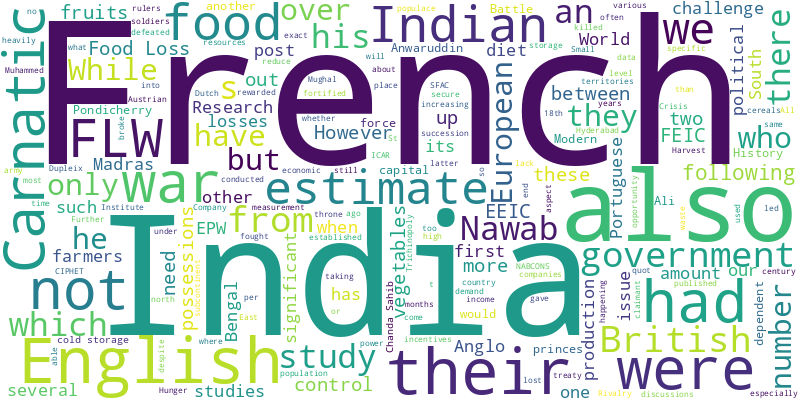 no
fruits
rulers
soldiers
another
over
populace
Battle
various
often
killed
an
resources
defeated
Small
data
what
heavily
food
his
Indian
World
challenge
we
political
South
there
Food Loss
post
diet
Anwaruddin
storage
while
reduce
exact
Mughal
level
specific
than
Crisis
cereals
All
Muhammed
into
Austrian
Dutch
rewarded
fortified
place
SFAC
secure
territories
out
Research
about
increasing
between
Pondicherry
French
Carnatic
FLW
s
have
losses
force
up
18th
years
they
two
who
Dupleix
broke
However
its
St
succession
Hyderabad
Modern
FEIC
same
Madras
but
whether
latter
Harvest
History
most
army
only
war
economic
still
ICAR
capital
European
lack
so
these
Portuguese
following
time
such
Institute
other
conducted
estimate
end
aspect
Ali
opportunity
waste
used
led
Further
Company
throne
ago
EEIC
he
possessions
from
measurement
fought
established
Nawab
also
farmers
EPW
when
too
high
first
Trichinopoly
vegetables
t
NABCONS
companies
production
government
under
CIPHET
need
Bengal
significant
has
or
taking
months
come
demand
country
income
more
gave
would
issue
amount
our
century
India
not
north
East
per
Chanda Sahib
incentives
power
happening
quot
claimant
published
had
number
dependent
which
cold storage
where
able
despite
Anglo
princes
British
English
study
their
were
several
Hunger
studies
population
control
lost
treaty
one
Rivalry
discussions
will
especially